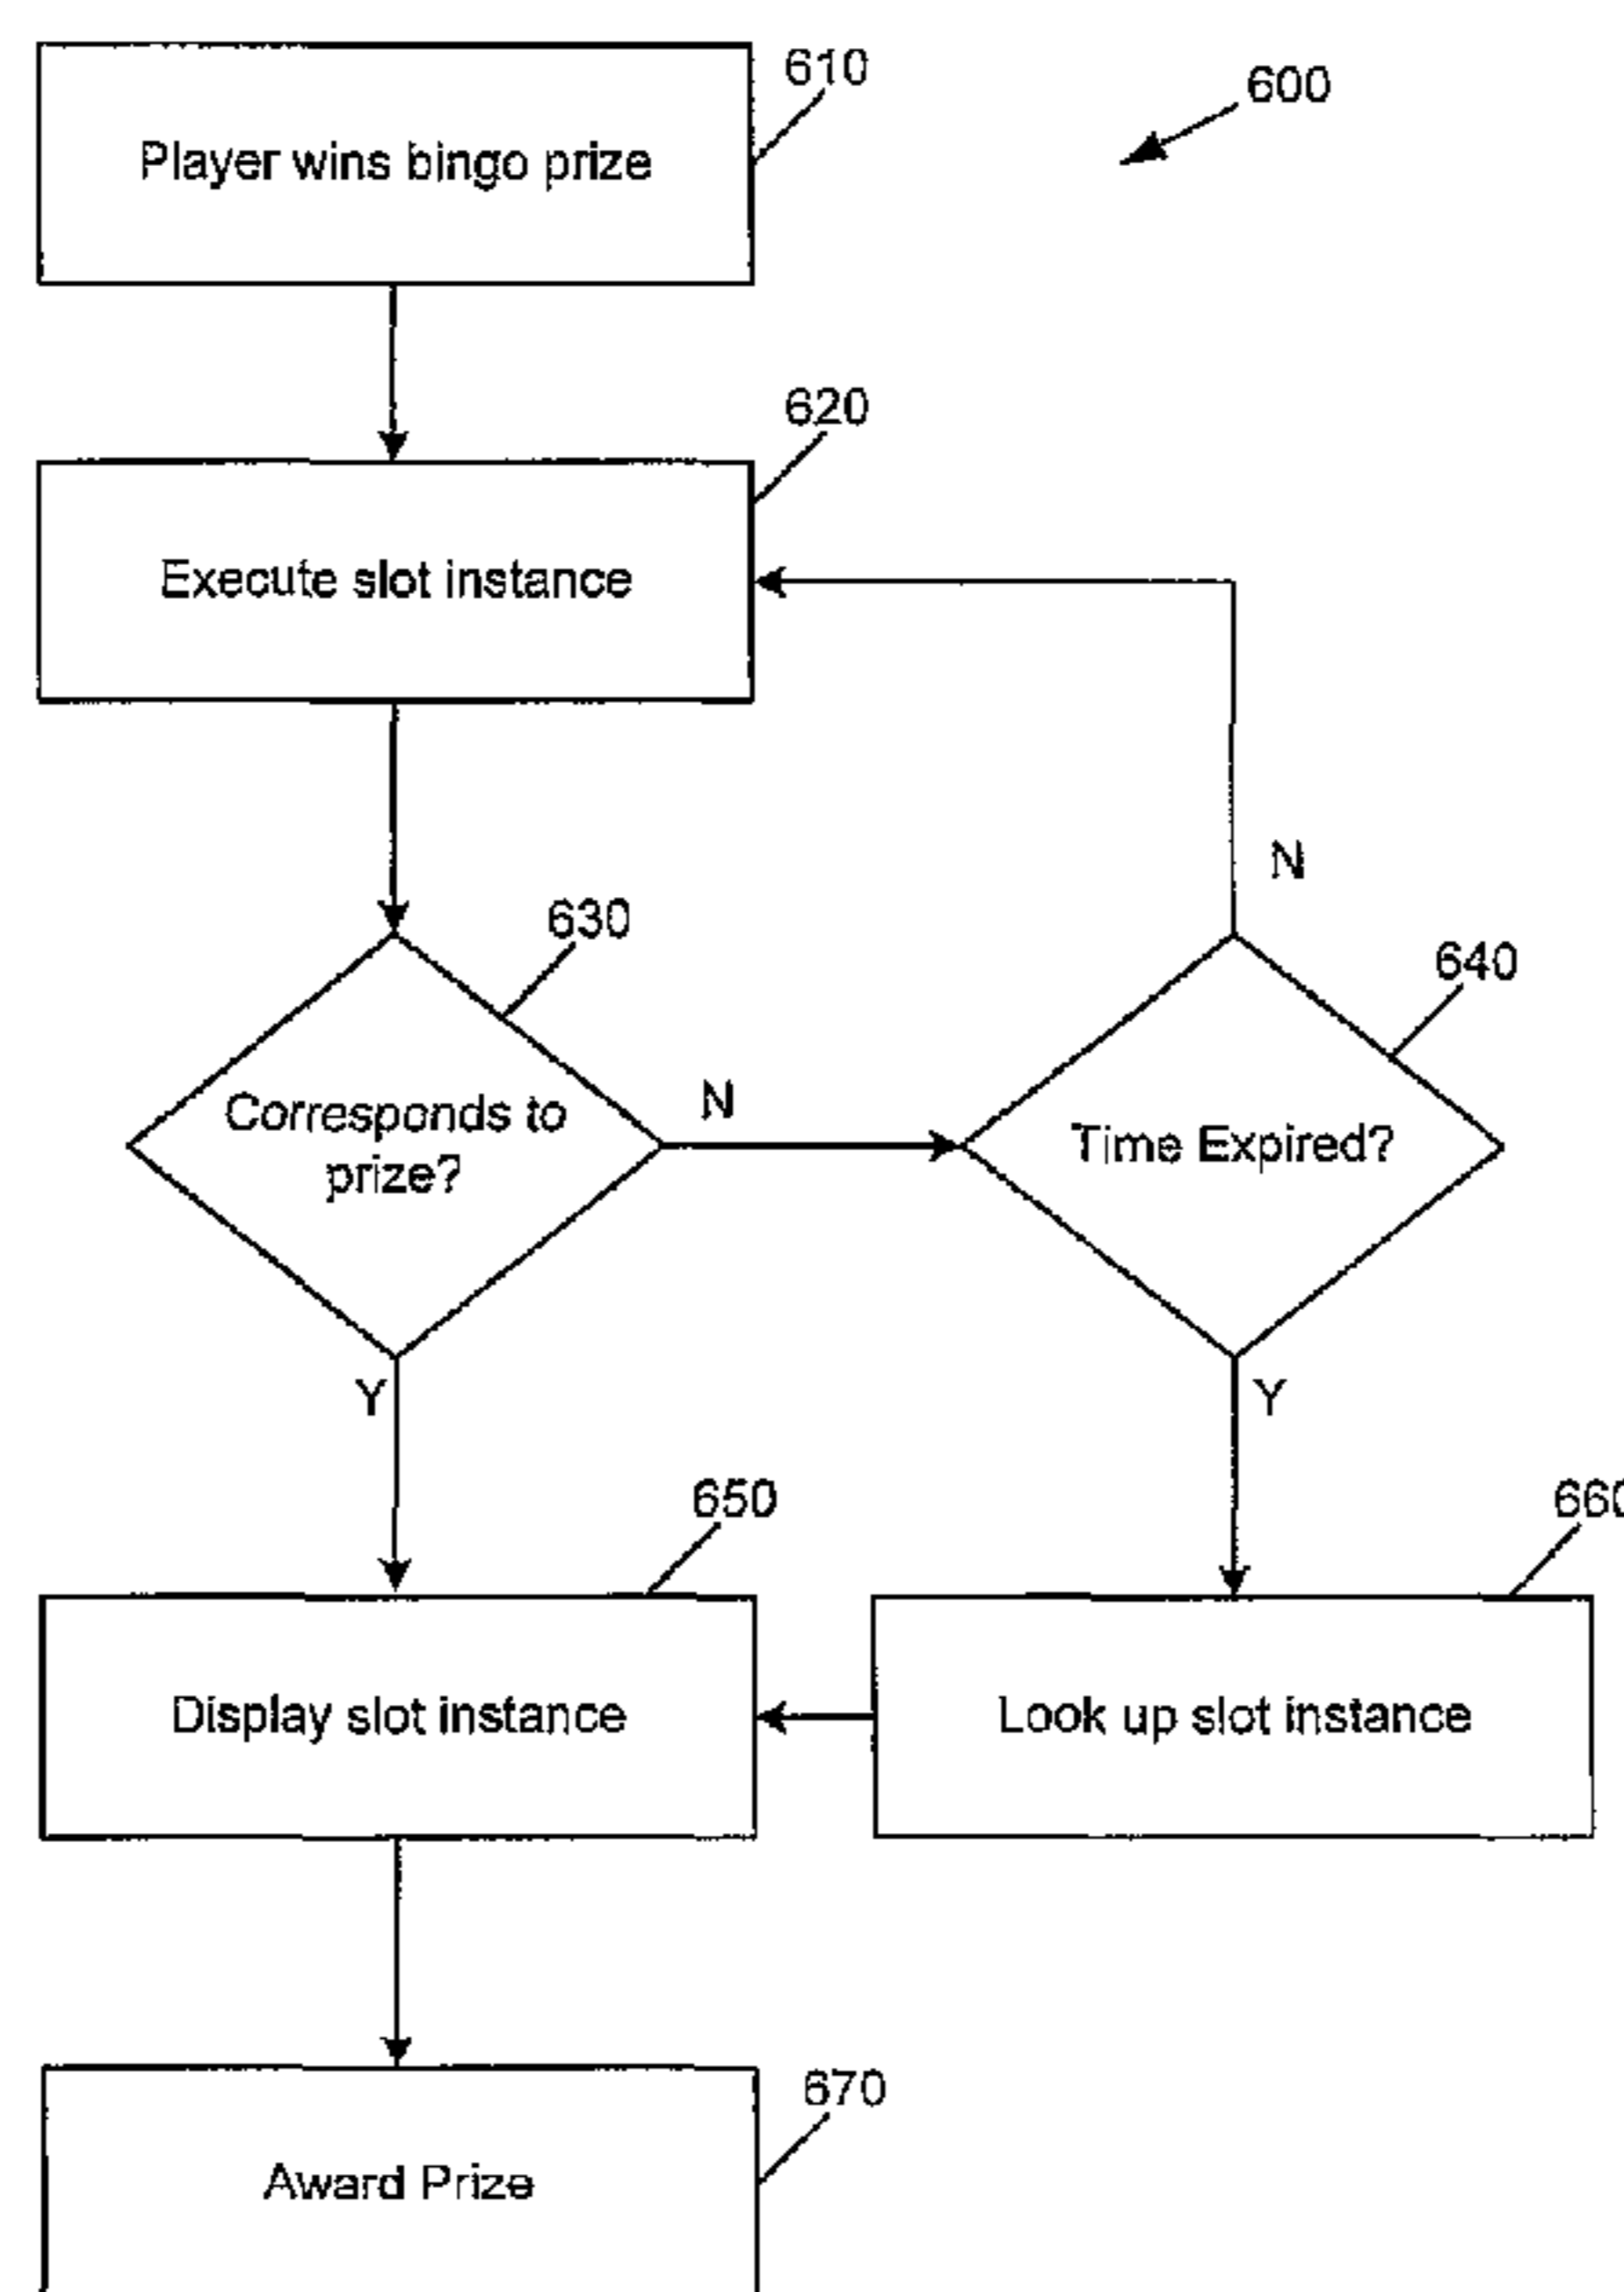 610
600
Player wins bingo prize
620
Execute slot instance
N
630
640
Corresponds to
prize?
N
Time Expired?
Y
Y
650
660
Display slot instance
Look up slot instance
670
Award Prize